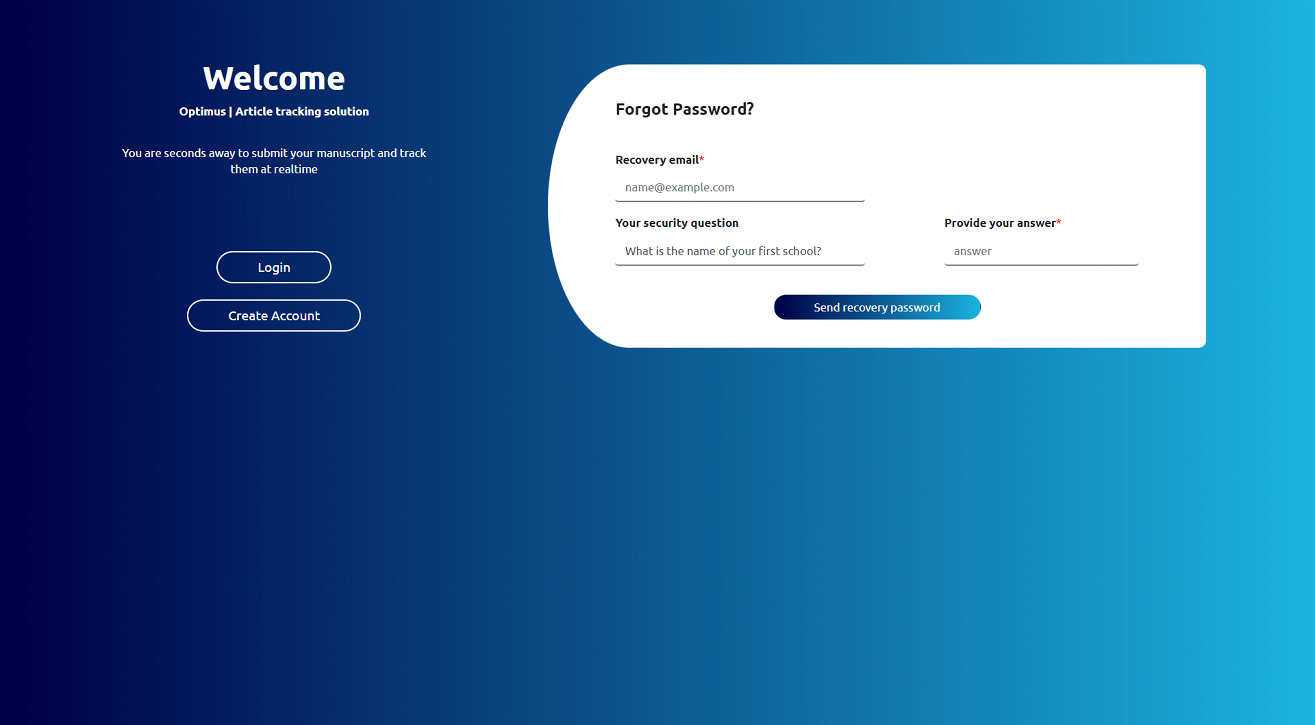 Welcome
Optimus | Article tracking solution
You are seconds away to submit your manuscript and track
them at realtime
Login
Create Account
Forgot Password?
Recovery email*
name@example.com
Your security question
What is the name of your first school?
Provide your answer*
answer
Send recovery password